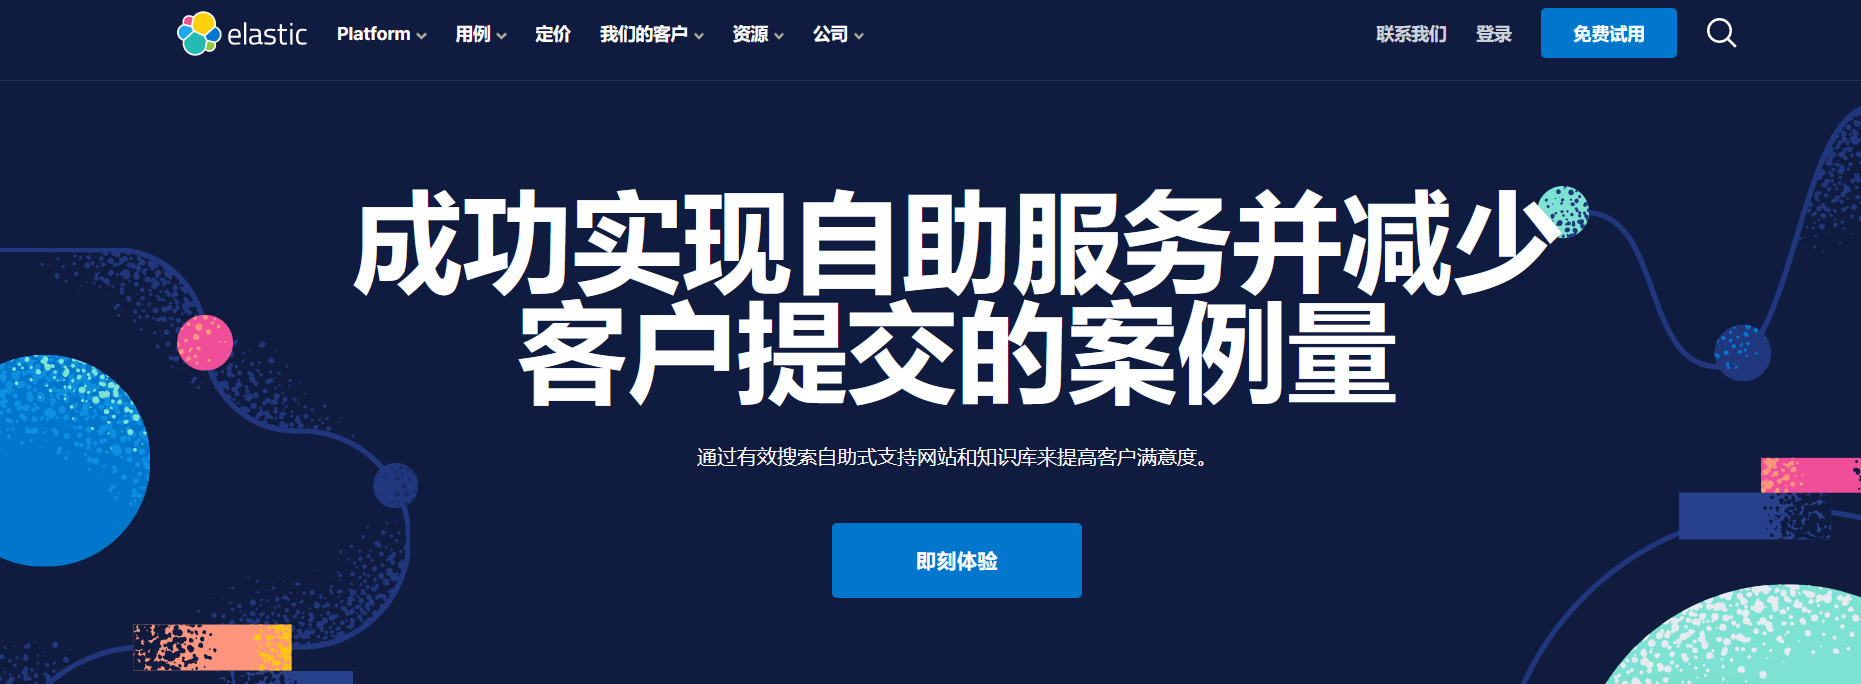 elastic Platform 用例 定价 我们的客户 资源 公司 联系我们 登录 免费试用
成功实现自助服务并减少
客户提交的案例量
通过有效搜索自助式支持网站和知识库来提高客户满意度。
即刻体验